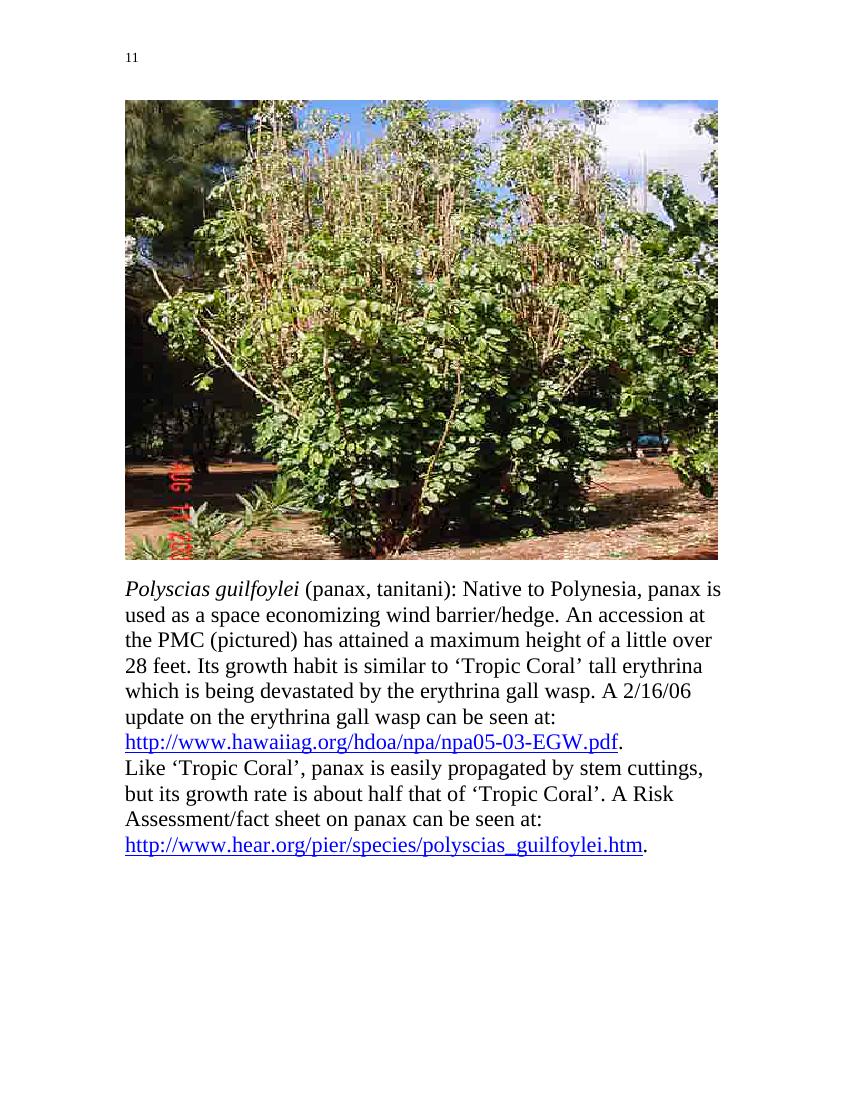 11
AUG 11 200
Polyscias guilfoylei (panax, tanitani): Native to Polynesia, panax is
used as a space economizing wind barrier/hedge. An accession at
the PMC (pictured) has attained a maximum height of a little over
28 feet. Its growth habit is similar to ‘Tropic Coral’ tall erythrina
which is being devastated by the erythrina gall wasp. A 2/16/06
update on the erythrina gall wasp can be seen at:
http://www.hawaiiag.org/hdoa/npa/npa05-03-EGW.pdf.
Like ‘Tropic Coral’, panax is easily propagated by stem cuttings,
but its growth rate is about half that of ‘Tropic Coral’. A Risk
Assessment/fact sheet on panax can be seen at:
http://www.hear.org/pier/species/polyscias_guilfoylei.htm.